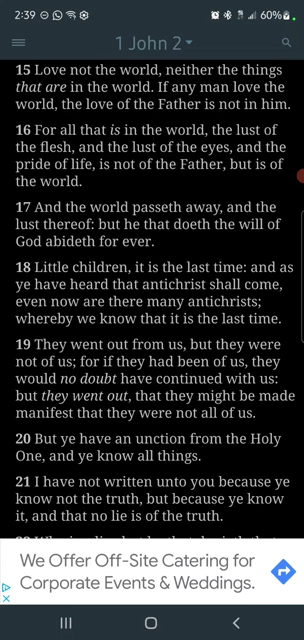 2:39
60%
1 John 2
15 Love not the world, neither the things
that are in the world. If any man love the
world, the love of the Father is not in him.
16 For all that is in the world, the lust of
the flesh, and the lust of the eyes, and the
pride of life, is not of the Father, but is of
the world.
17 And the world passeth away, and the
lust thereof: but he that doeth the will of
God abideth for ever.
18 Little children, it is the last time: and as
ye have heard that antichrist shall come,
even now are there many antichrists;
whereby we know that it is the last time.
19 They went out from us, but they were
not of us; for if they had been of us, they
would no doubt have continued with us:
but they went out, that they might be made
manifest that they were not all of us.
20 But ye have an unction from the Holy
One, and ye know all things.
21 I have not written unto you because ye
know not the truth, but because ye know
it, and that no lie is of the truth.
We Offer Off-Site Catering for
Corporate Events & Weddings.